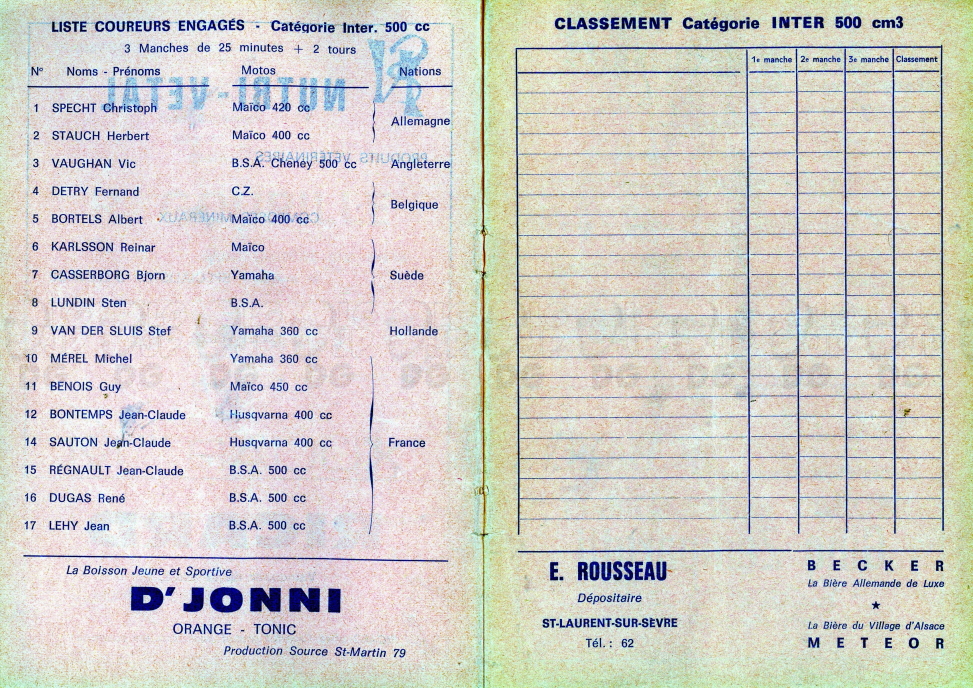 LISTE COUREURS ENGAGÉS - Catégorie Inter. 500 cc
3 Manches de 25 minutes + 2 tours
N° Noms - Prénoms Motos Nations
1 SPECHT Christoph Maïco 420 cc
Allemagne
2 STAUCH Herbert Maïco 400 cc
3 VAUGHAN Vic B.S.A. Cheney 500 cc Angleterre
4 DETRY Fernand C.Z.
Belgique
5 BORTELS Albert Maïco 400 cc
6 KARLSSON Reinar Maïco
7 CASSERBORG Bjorn Yamaha Suède
8 LUNDIN Sten B.S.A.
9 VAN DER SLUIS Stef Yamaha 360 cc Hollande
10 MÉREL Michel Yamaha 360 cc
11 BENOIS Guy Maïco 450 cc
12 BONTEMPS Jean-Claude Husqvarna 400 cc
14 SAUTON Jean-Claude Husqvarna 400 cc France
15 RÉGNAULT Jean-Claude B.S.A. 500 cc
16 DUGAS René B.S.A. 500 cc
17 LEHY Jean B.S.A. 500 cc
La Boisson Jeune et Sportive
D'JONNI
ORANGE - TONIC
Production Source St-Martin 79
CLASSEMENT Catégorie INTER 500 cm3
1e manche 2e manche 3e manche Classement
E. ROUSSEAU
Dépositaire
ST-LAURENT-SUR-SÈVRE
Tél. : 62
BECKER
La Bière Allemande de Luxe
★
La Bière du Village d'Alsace
METEOR